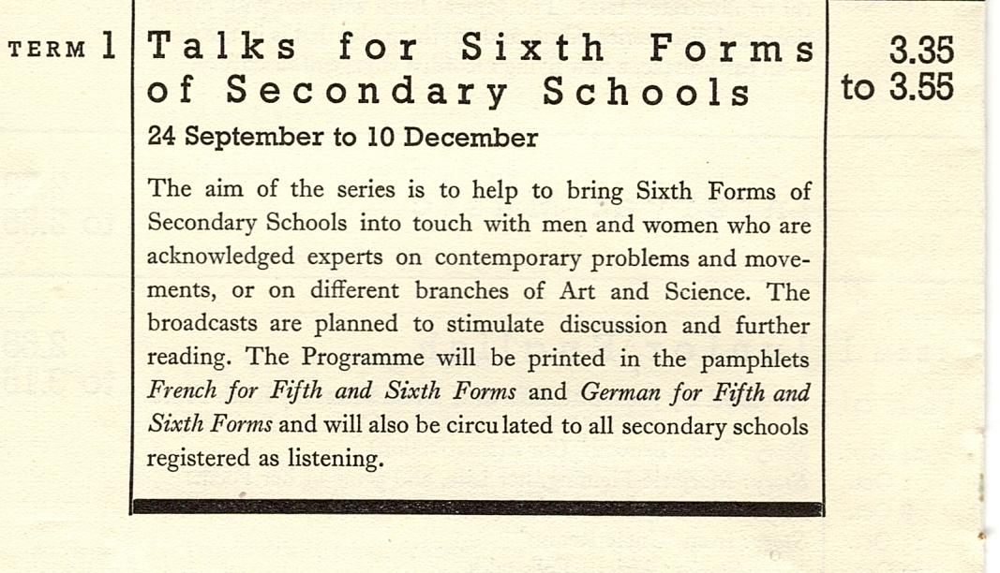 TERM 1
Talks for Sixth Forms
of Secondary Schools
3.35
to 3.55
24 September to 10 December
The aim of the series is to help to bring Sixth Forms of
Secondary Schools into touch with men and women who are
acknowledged experts on contemporary problems and move-
ments, or on different branches of Art and Science. The
broadcasts are planned to stimulate discussion and further
reading. The Programme will be printed in the pamphlets
French for Fifth and Sixth Forms and German for Fifth and
Sixth Forms and will also be circulated to all secondary schools
registered as listening.